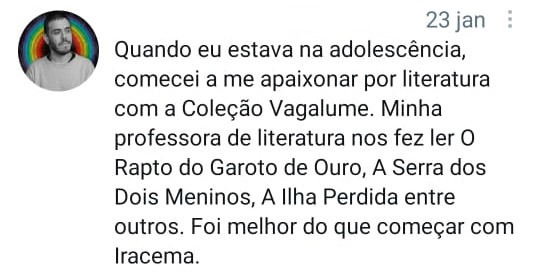 23 jan
Quando eu estava na adolescência,
comecei a me apaixonar por literatura
com a Coleção Vagalume. Minha
professora de literatura nos fez ler O
Rapto do Garoto de Ouro, A Serra dos
Dois Meninos, A Ilha Perdida entre
outros. Foi melhor do que começar com
Iracema.